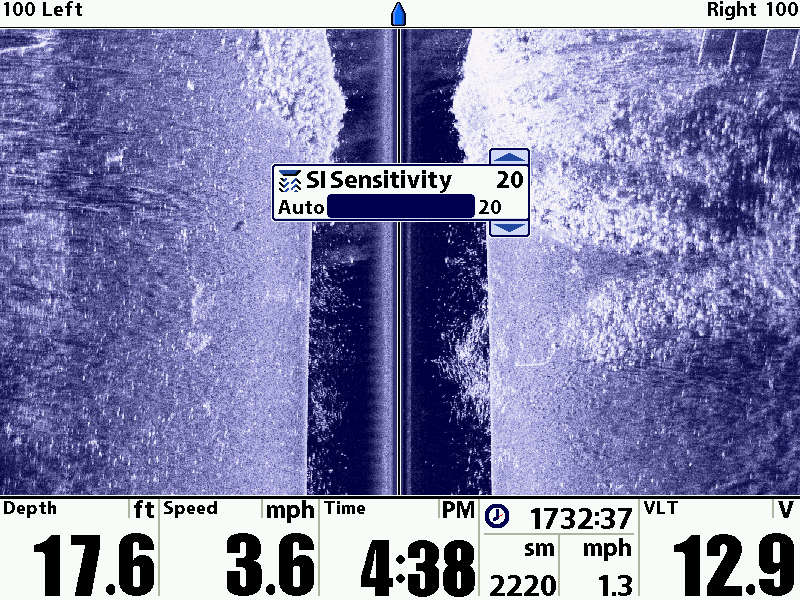 100 Left Right 100
SI Sensitivity 20
Auto 20
Depth ft Speed mph Time PM 1732:37 VLT V
sm mph
17.6 3.6 4:38 2220 1.3 12.9